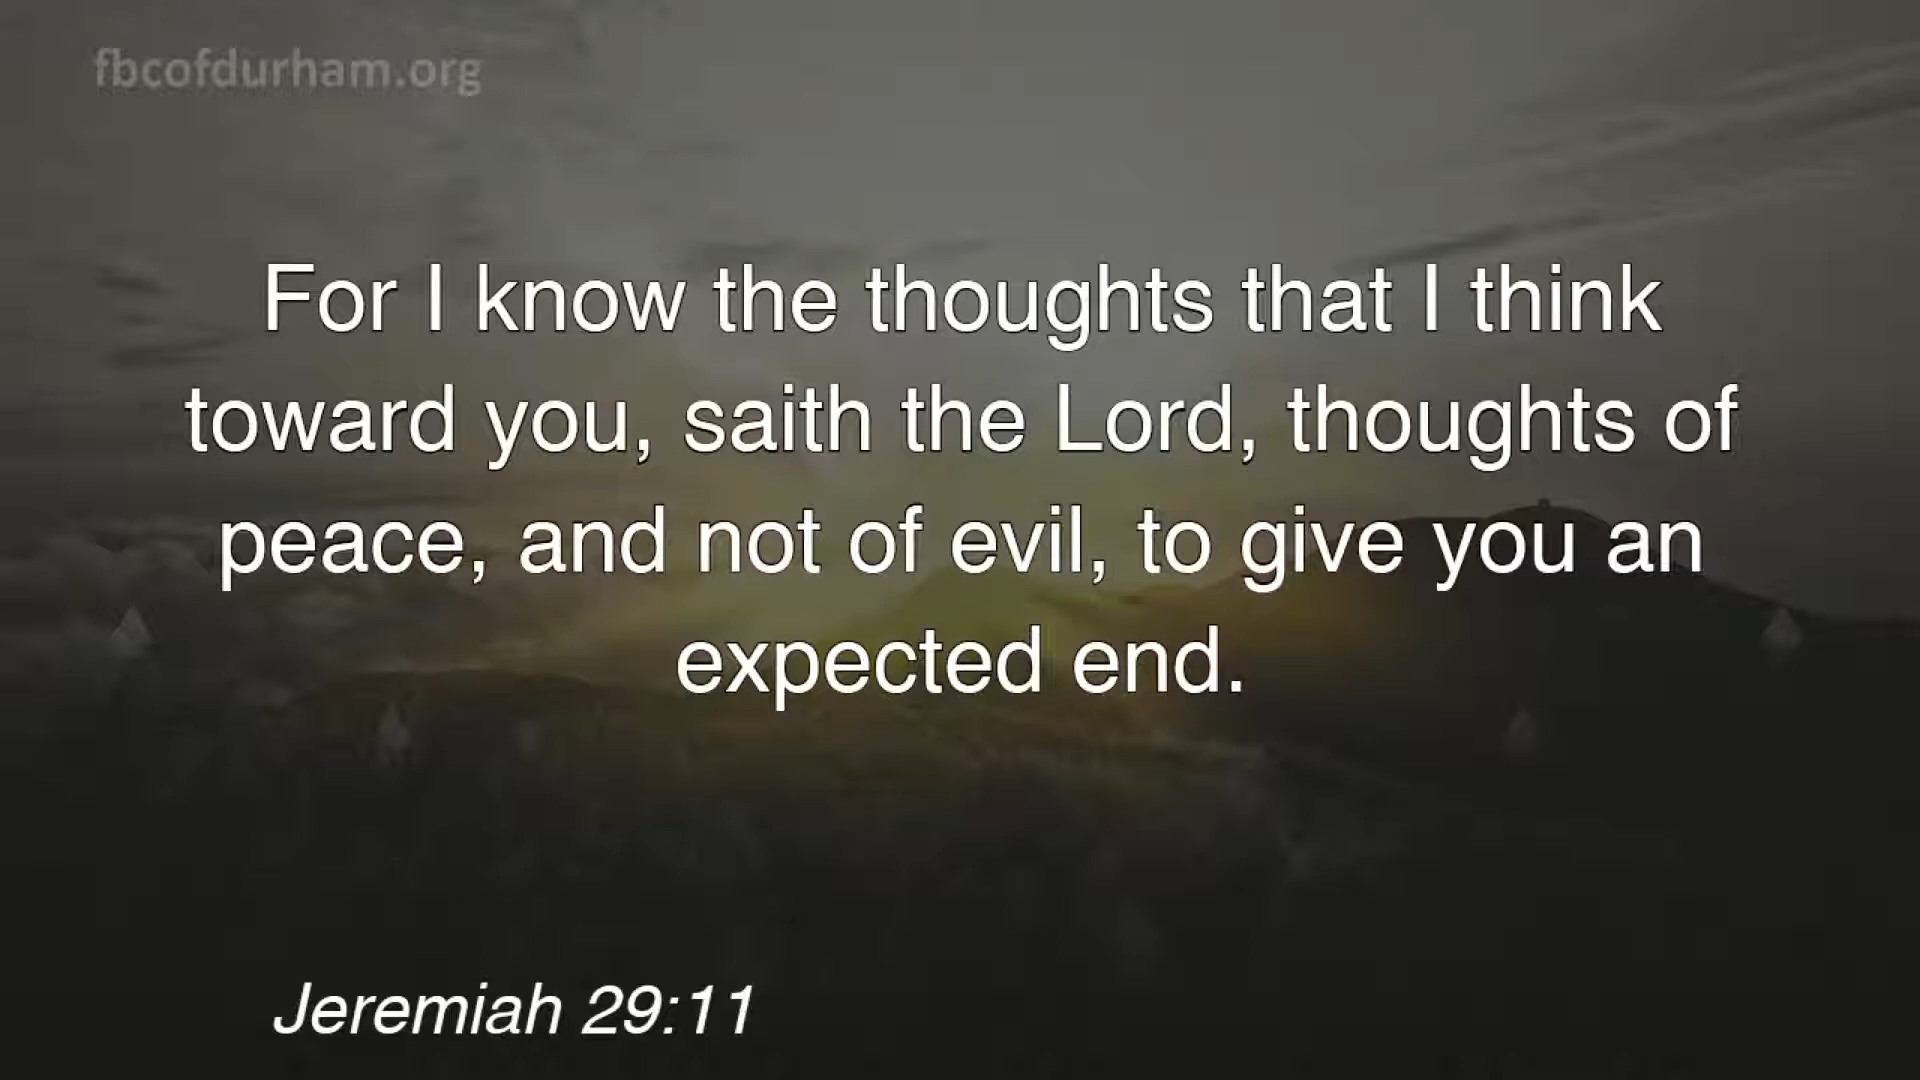 fbcofdurham.org
For I know the thoughts that I think
toward you, saith the Lord, thoughts of
peace, and not of evil, to give you an
expected end.
Jeremiah 29:11